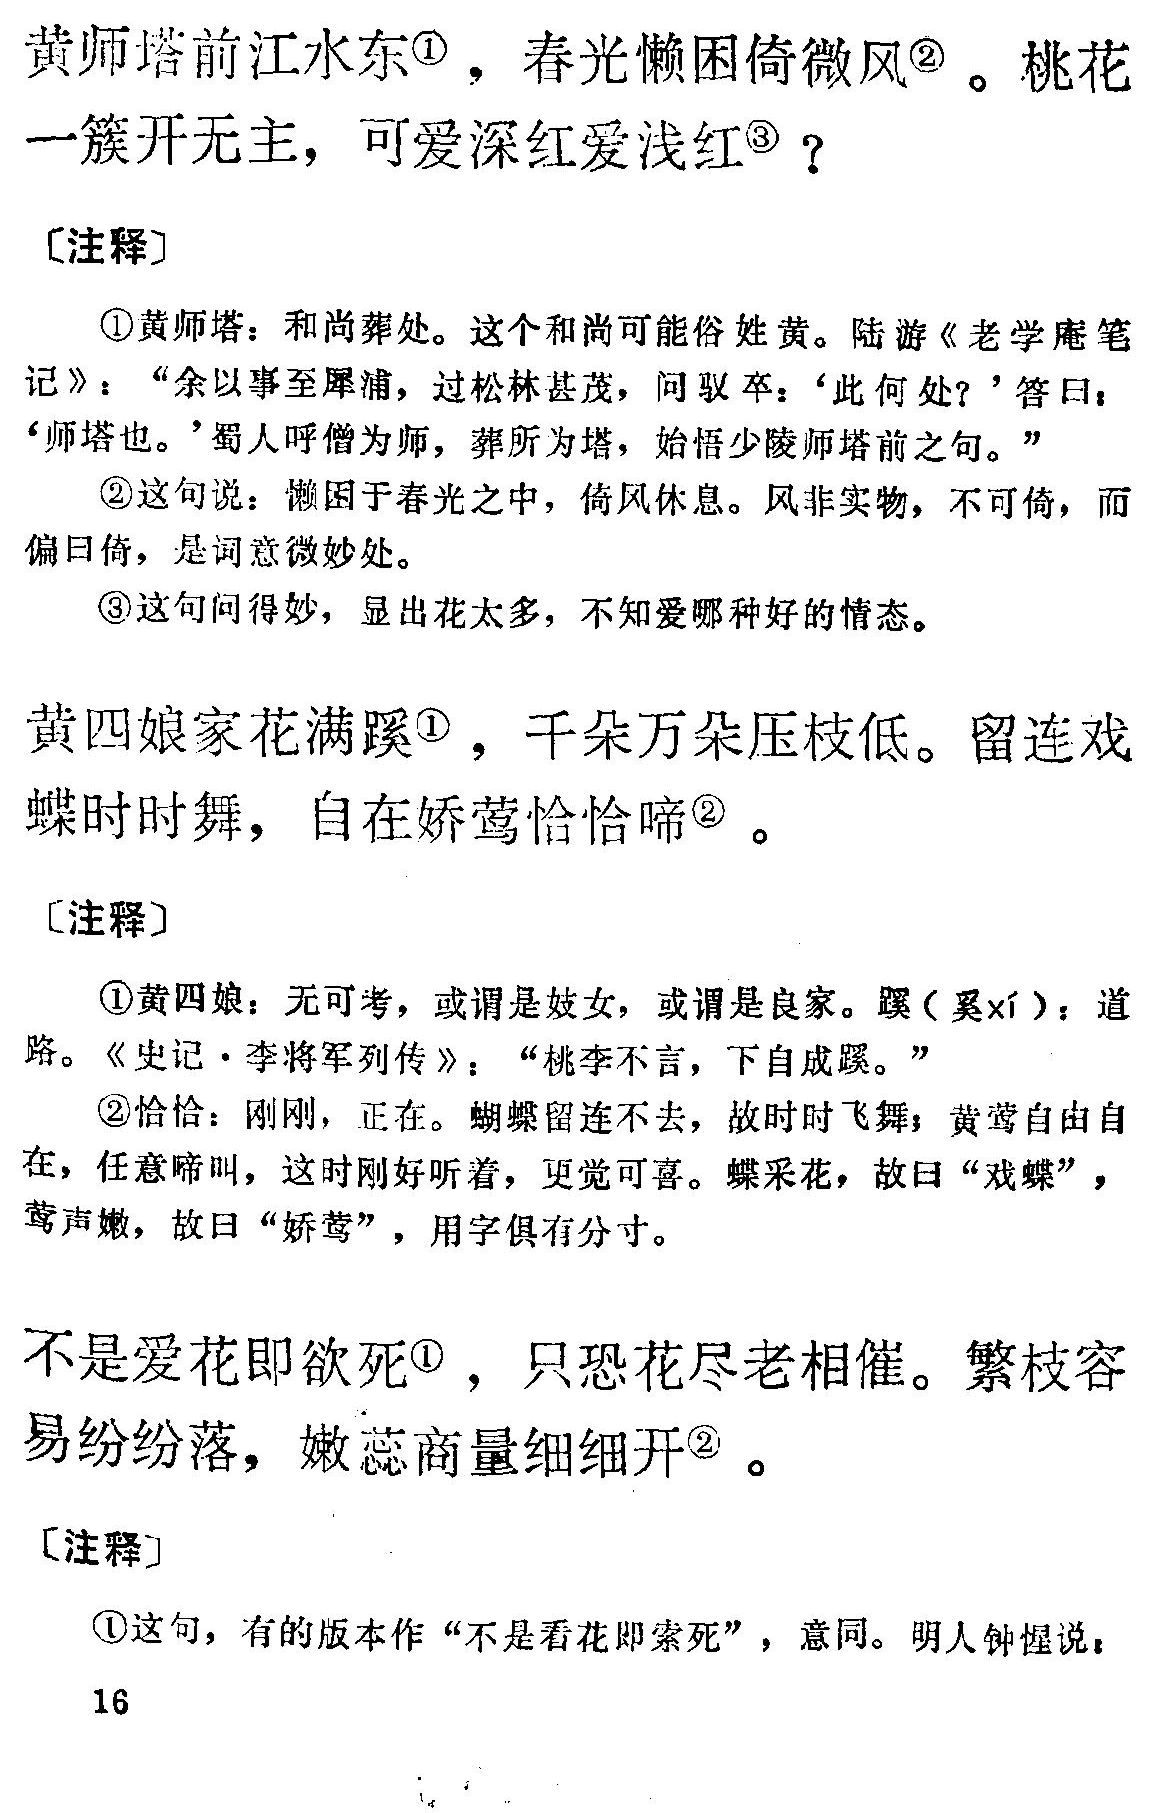 黄师塔前江水东①，春光懒困倚微风②。桃花
一簇开无主，可爱深红爱浅红③？
〔注释〕
①黄师塔：和尚葬处。这个和尚可能俗姓黄。陆游《老学庵笔
记》：“余以事至犀浦，过松林甚茂，问驭卒：‘此何处？’答曰：
‘师塔也。’蜀人呼僧为师，葬所为塔，始悟少陵师塔前之句。”
②这句说：懒困于春光之中，倚风休息。风非实物，不可倚，而
偏曰倚，是词意微妙处。
③这句问得妙，显出花太多，不知爱哪种好的情态。
黄四娘家花满蹊①，千朵万朵压枝低。留连戏
蝶时时舞，自在娇莺恰恰啼②。
〔注释〕
①黄四娘：无可考，或谓是妓女，或谓是良家。蹊（奚xí）：道
路。《史记·李将军列传》：“桃李不言，下自成蹊。”
②恰恰：刚刚，正在。蝴蝶留连不去，故时时飞舞；黄莺自由自
在，任意啼叫，这时刚好听着，更觉可喜。蝶采花，故曰“戏蝶”，
莺声嫩，故曰“娇莺”，用字俱有分寸。
不是爱花即欲死①，只恐花尽老相催。繁枝容
易纷纷落，嫩蕊商量细细开②。
〔注释〕
①这句，有的版本作“不是看花即索死”，意同。明人钟惺说：
16